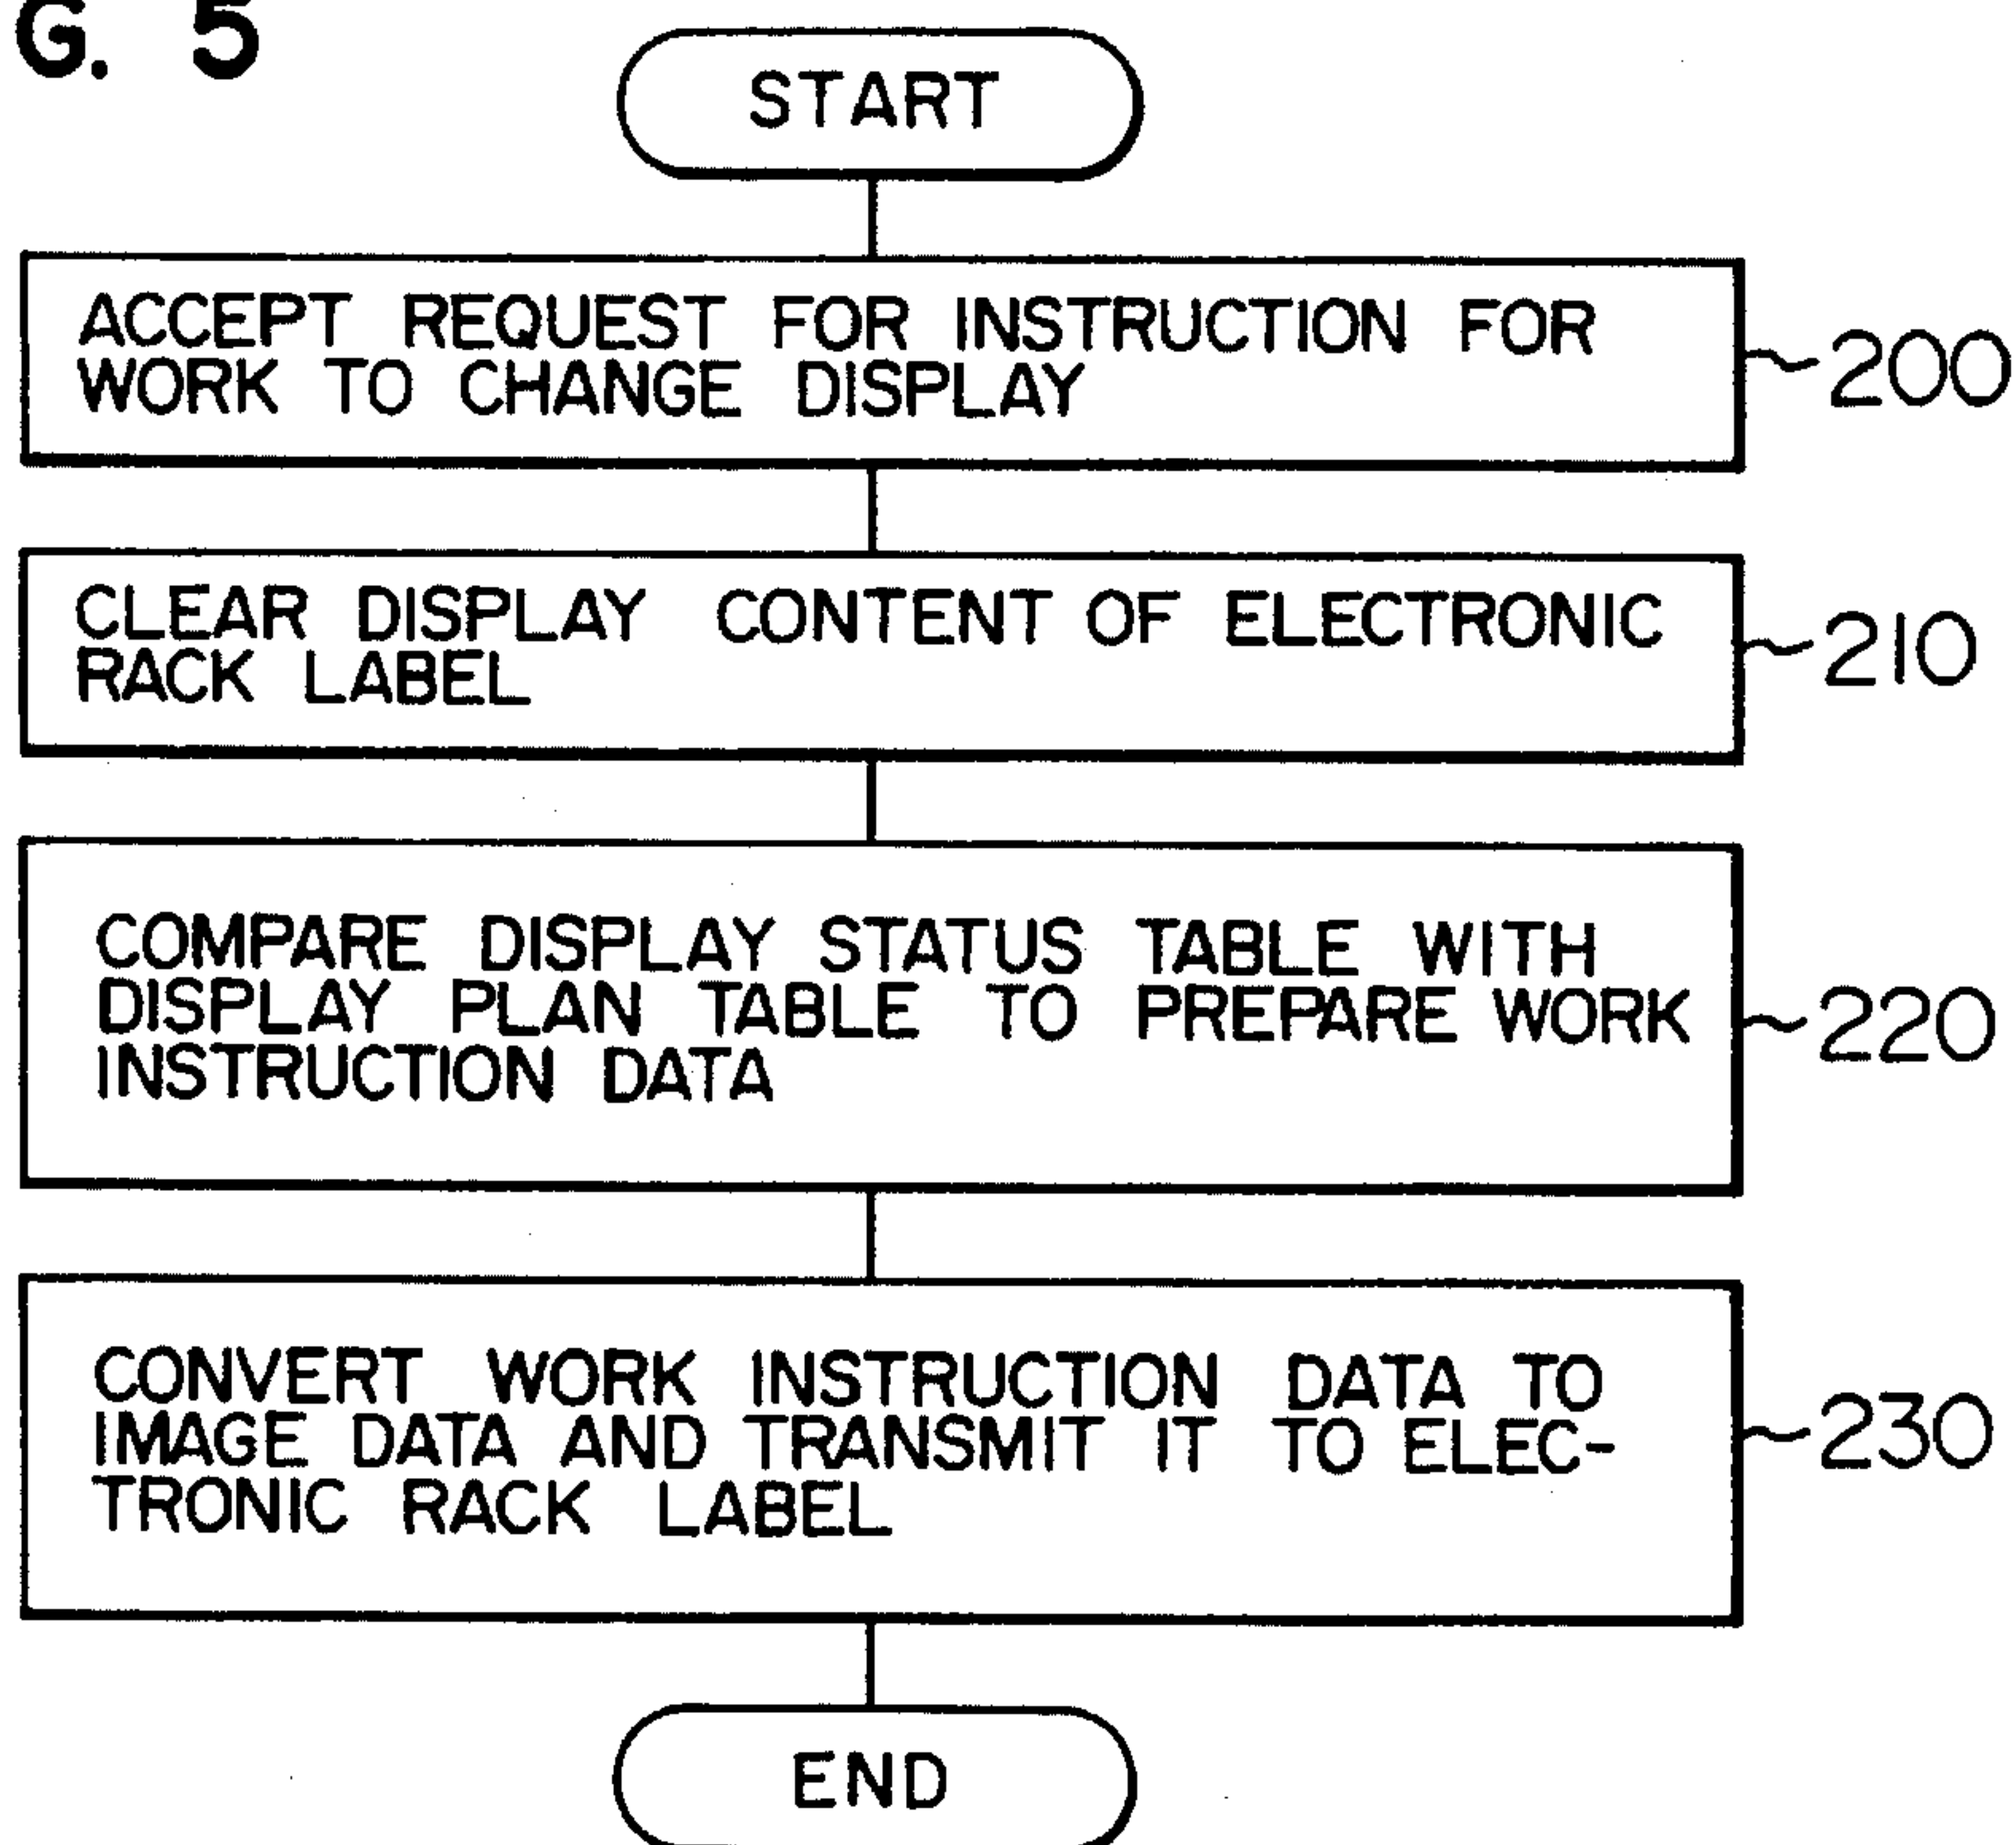 G. 5
START
ACCEPT REQUEST FOR INSTRUCTION FOR
WORK TO CHANGE DISPLAY
200
CLEAR DISPLAY CONTENT OF ELECTRONIC
RACK LABEL
210
COMPARE DISPLAY STATUS TABLE WITH
DISPLAY PLAN TABLE TO PREPARE WORK
INSTRUCTION DATA
220
CONVERT WORK INSTRUCTION DATA TO
IMAGE DATA AND TRANSMIT IT TO ELEC-
TRONIC RACK LABEL
230
END